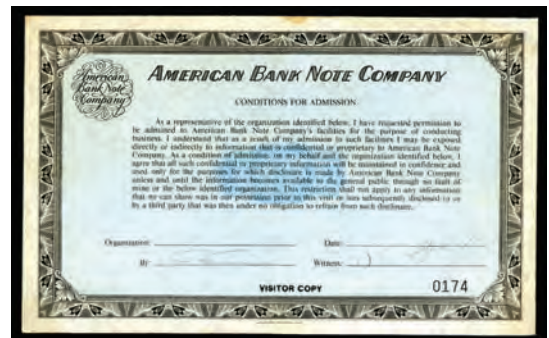 American
Bank Note
Company
AMERICAN BANK NOTE COMPANY
CONDITIONS FOR ADMISSION
As a representative of the organization identified below, I have requested permission to
be admitted to American Bank Note Company's facilities for the purpose of conducting
business. I understand that as a result of my admission to such facilities I may be exposed
directly or indirectly to information that is confidential or proprietary to American Bank Note
Company. As a condition of admission, on my behalf and the organization identified below, I
agree that all such confidential or proprietary information will be maintained in confidence and
used only for the purposes for which disclosure is made by American Bank Note Company
unless and until the information becomes available to the general public through no fault of
mine or the below identified organization. This restriction shall not apply to any information
that we can show was in our possession prior to this visit or was subsequently disclosed to us
by a third party that was then under no obligation to refrain from such disclosure.
Organization: Date:
By: Witness:
VISITOR COPY 0174